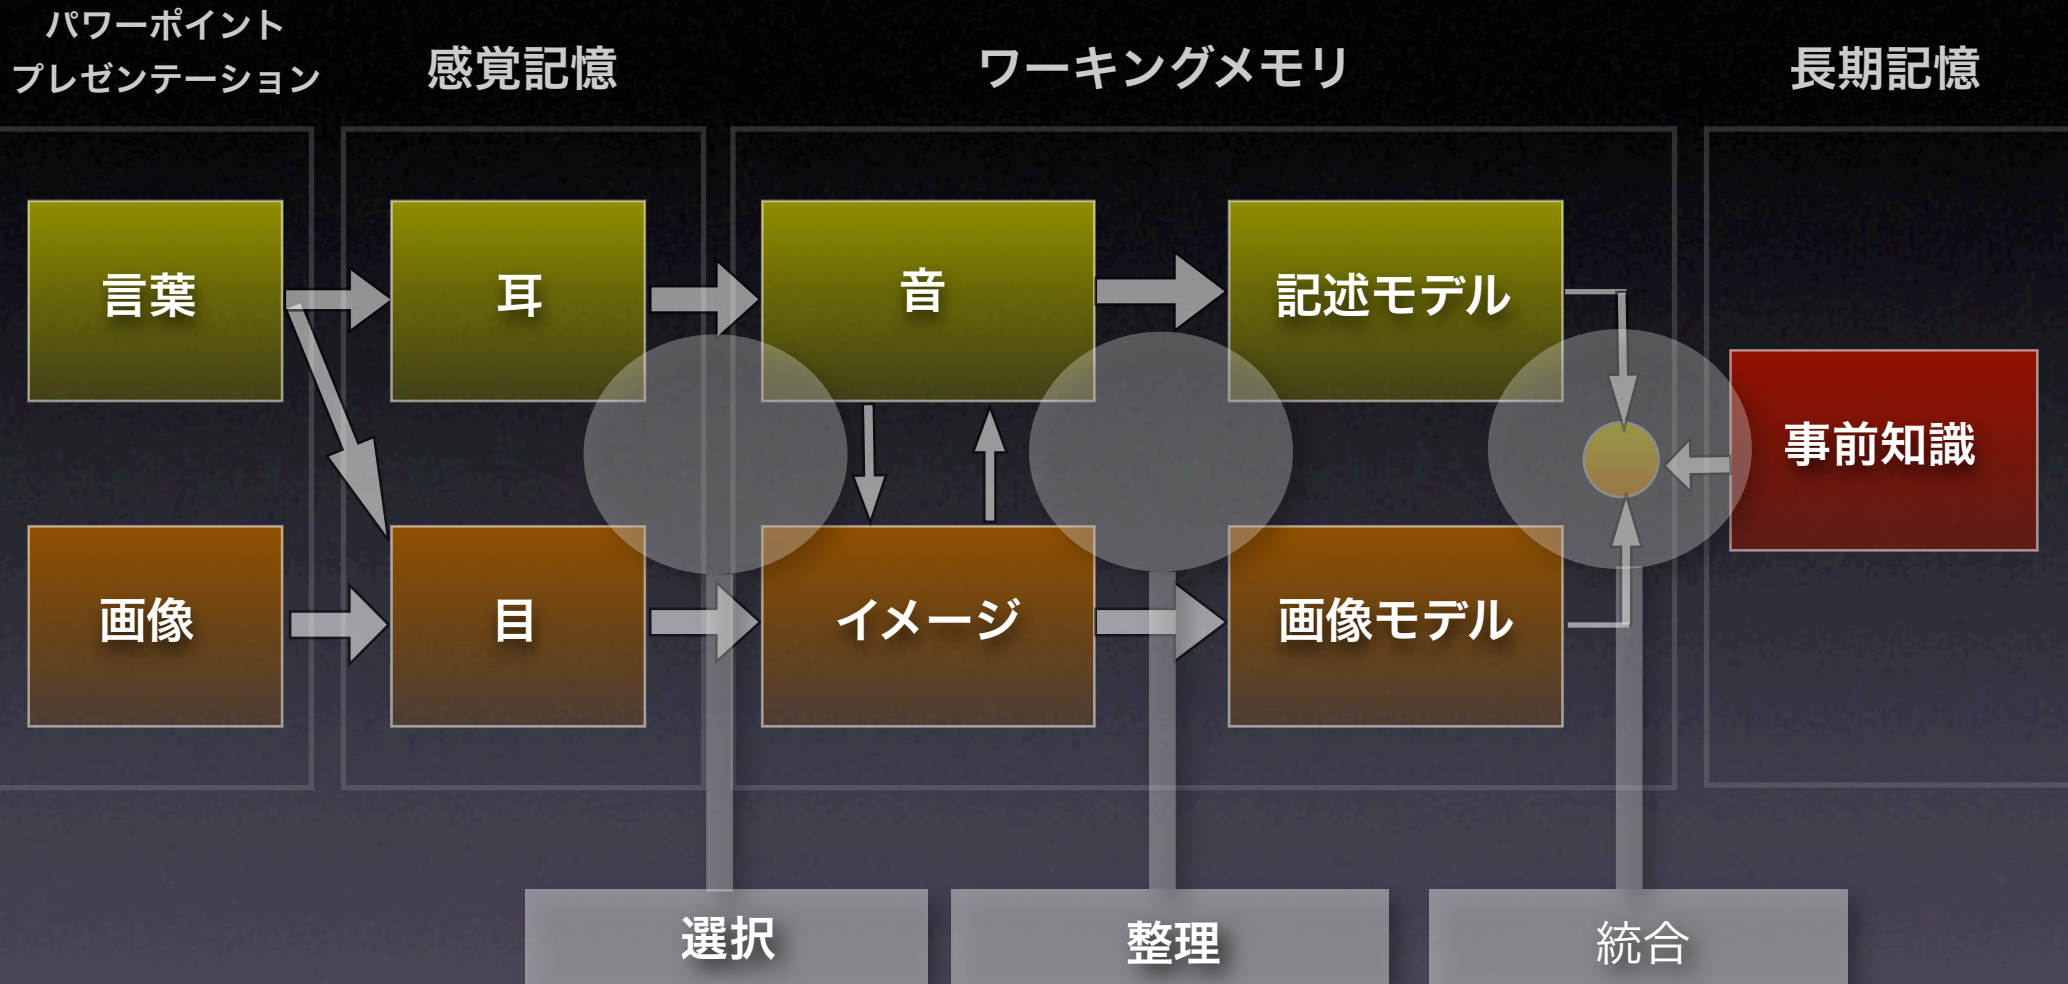 パワーポイント
プレゼンテーション
感覚記憶
ワーキングメモリ
長期記憶
言葉
耳
音
記述モデル
事前知識
画像
目
イメージ
画像モデル
選択
整理
統合